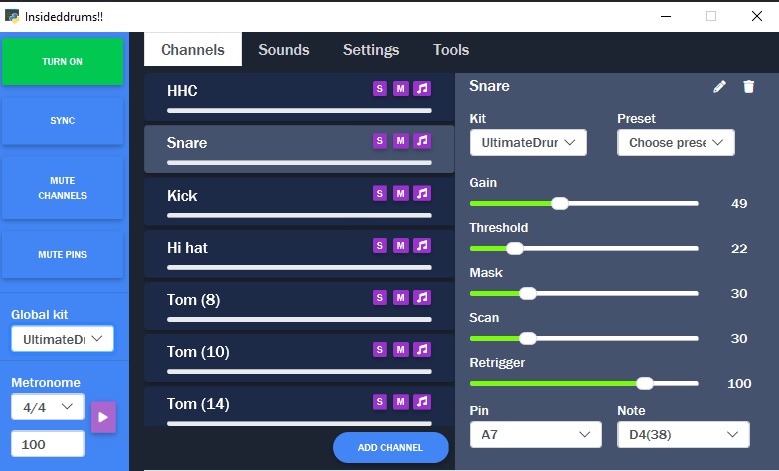 Insideddrums!!
TURN ON
SYNC
MUTE
CHANNELS
MUTE PINS
Global kit
UltimateD
Metronome
4/4
100
Channels Sounds Settings Tools
HHC S M
Snare S M
Kick S M
Hi hat S M
Tom (8) S M
Tom (10) S M
Tom (14) S M
ADD CHANNEL
Snare
Kit Preset
UltimateDrur Choose prese
Gain
49
Threshold
22
Mask
30
Scan
30
Retrigger
100
Pin Note
A7 D4(38)